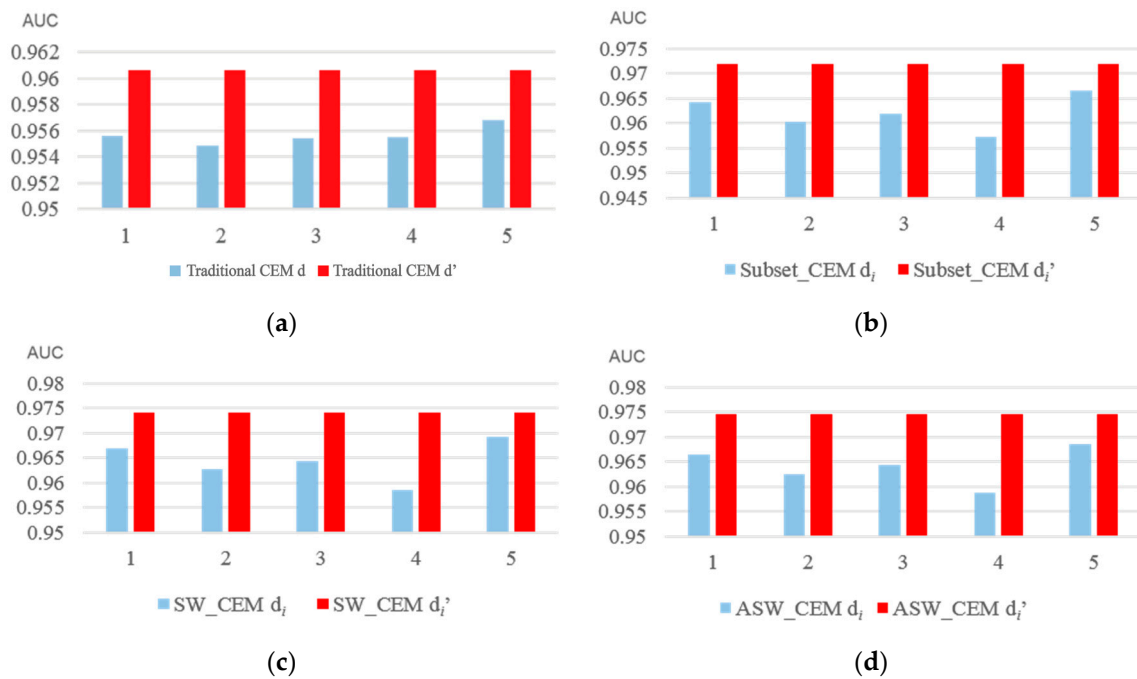 AUC
0.962
0.96
0.958
0.956
0.954
0.952
0.95
1 2 3 4 5
Traditional CEM d Traditional CEM d’
(a)
AUC
0.975
0.97
0.965
0.96
0.955
0.95
0.945
1 2 3 4 5
Subset_CEM di Subset_CEM di’
(b)
AUC
0.98
0.975
0.97
0.965
0.96
0.955
0.95
1 2 3 4 5
SW_CEM di SW_CEM di’
(c)
AUC
0.98
0.975
0.97
0.965
0.96
0.955
0.95
1 2 3 4 5
ASW_CEM di ASW_CEM di’
(d)